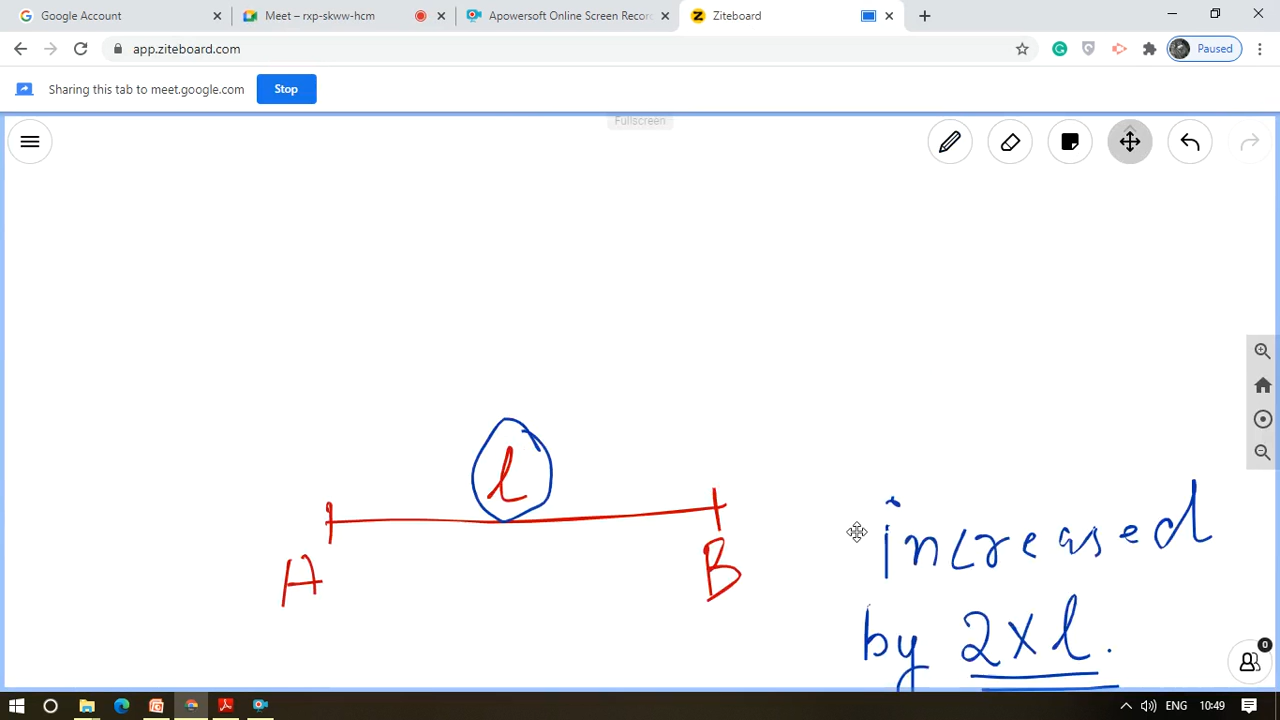 Google Account
Meet – rxp-skww-hcm
Apowersoft Online Screen Recor
Ziteboard
app.ziteboard.com
Paused
Sharing this tab to meet.google.com
Stop
Fullscreen
l
A
B
increased
by 2×l.
0
ENG
10:49